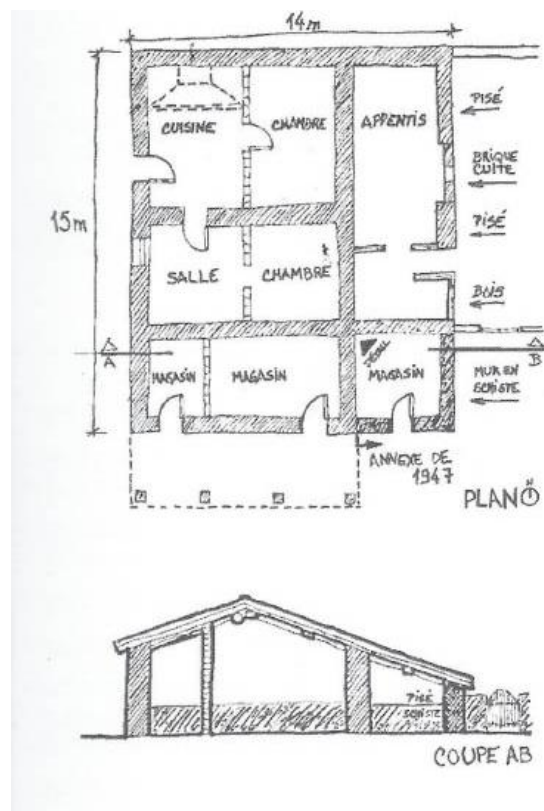 14m
PISÉ
CUISINE
CHAMBRE
APPENTIS
BRIQUE
CUITE
15m
PISÉ
SALLE
CHAMBRE
BOIS
A
B
MAGASIN
MAGASIN
MAGASIN
MUR EN
SCHISTE
ANNEXE DE
1947
N
PLAN
PISÉ
SCHISTE
COUPE AB